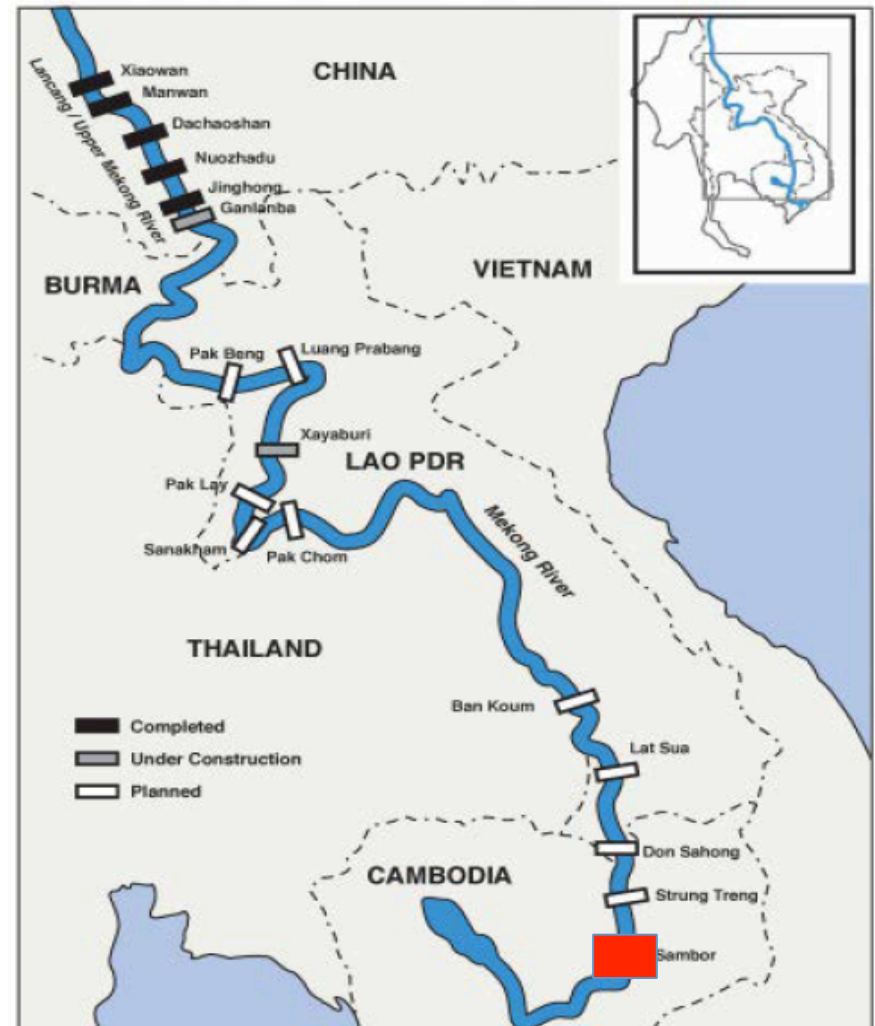 CHINA
Xiaowan
Manwan
Dachaoshan
Nuozhadu
Jinghong
Ganlanba
Lancang / Upper Mekong River
BURMA
VIETNAM
Pak Beng
Luang Prabang
Xayaburi
LAO PDR
Pak Lay
Sanakham
Pak Chom
Mekong River
THAILAND
Ban Koum
Lat Sua
Completed
Under Construction
Planned
Don Sahong
CAMBODIA
Strung Treng
Sambor